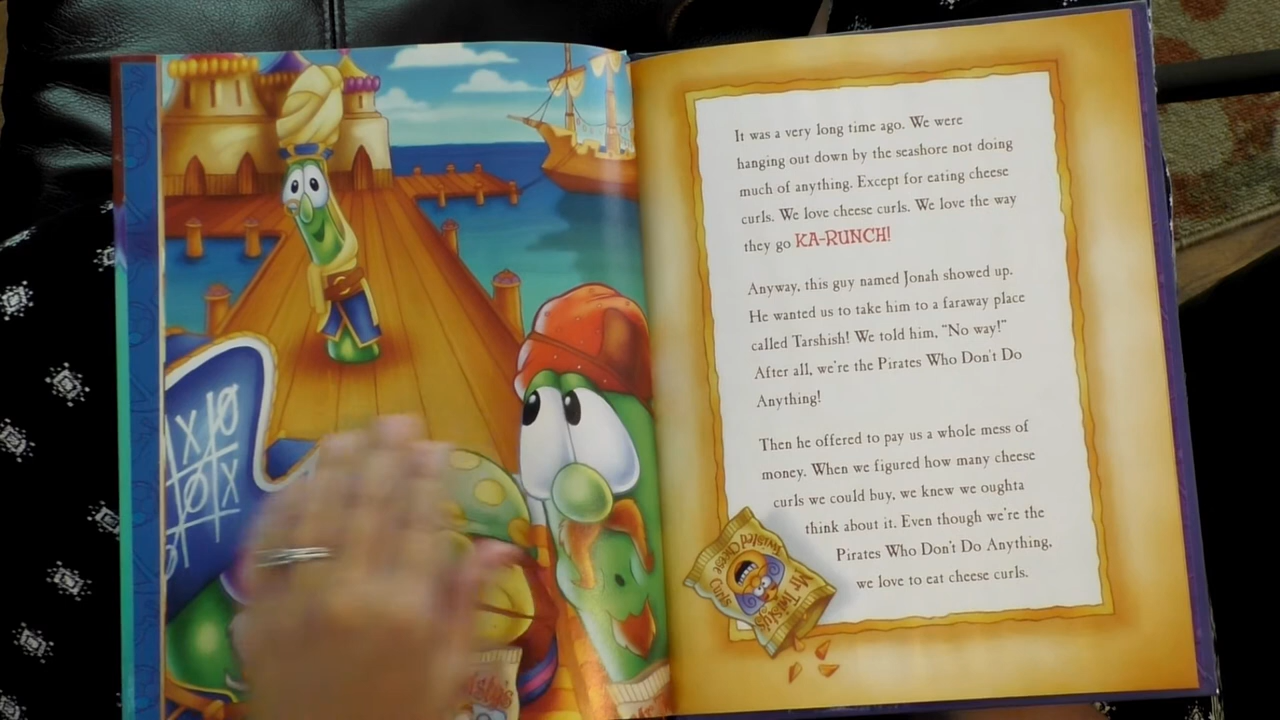 X O
O X
It was a very long time ago. We were
hanging out down by the seashore not doing
much of anything. Except for eating cheese
curls. We love cheese curls. We love the way
they go KA-RUNCH!
Anyway, this guy named Jonah showed up.
He wanted us to take him to a faraway place
called Tarshish! We told him, “No way!”
After all, we’re the Pirates Who Don’t Do
Anything!
Then he offered to pay us a whole mess of
money. When we figured how many cheese
curls we could buy, we knew we oughta
think about it. Even though we’re the
Pirates Who Don’t Do Anything,
we love to eat cheese curls.
Mr. Twisty's
Twisted Cheese
Curls